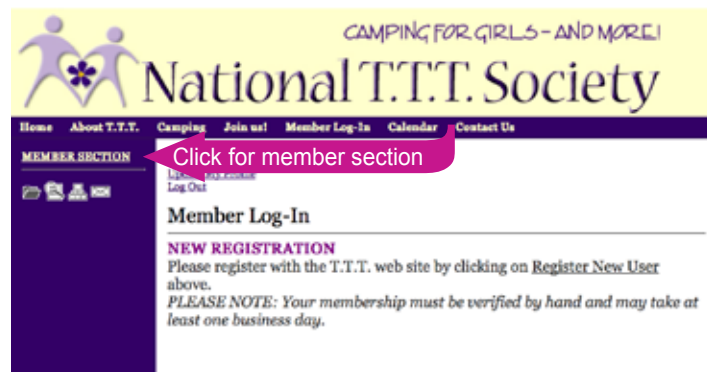 CAMPING FOR GIRLS - AND MORE!
National T.T.T. Society
Home About T.T.T. Camping Join us! Member Log-In Calendar Contact Us
MEMBER SECTION
Click for member section
Log Out
Member Log-In
NEW REGISTRATION
Please register with the T.T.T. web site by clicking on Register New User
above.
PLEASE NOTE: Your membership must be verified by hand and may take at
least one business day.